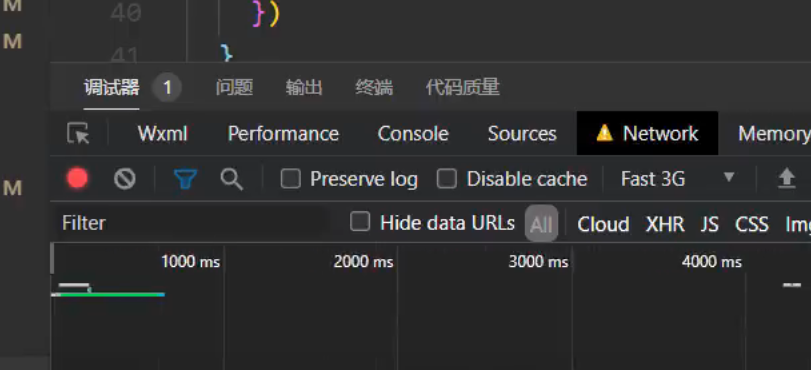 M
40 })
M
41 }
调试器 1 问题 输出 终端 代码质量
Wxml Performance Console Sources Network Memory
M
Preserve log Disable cache Fast 3G
Filter Hide data URLs All Cloud XHR JS CSS Img
1000 ms 2000 ms 3000 ms 4000 ms